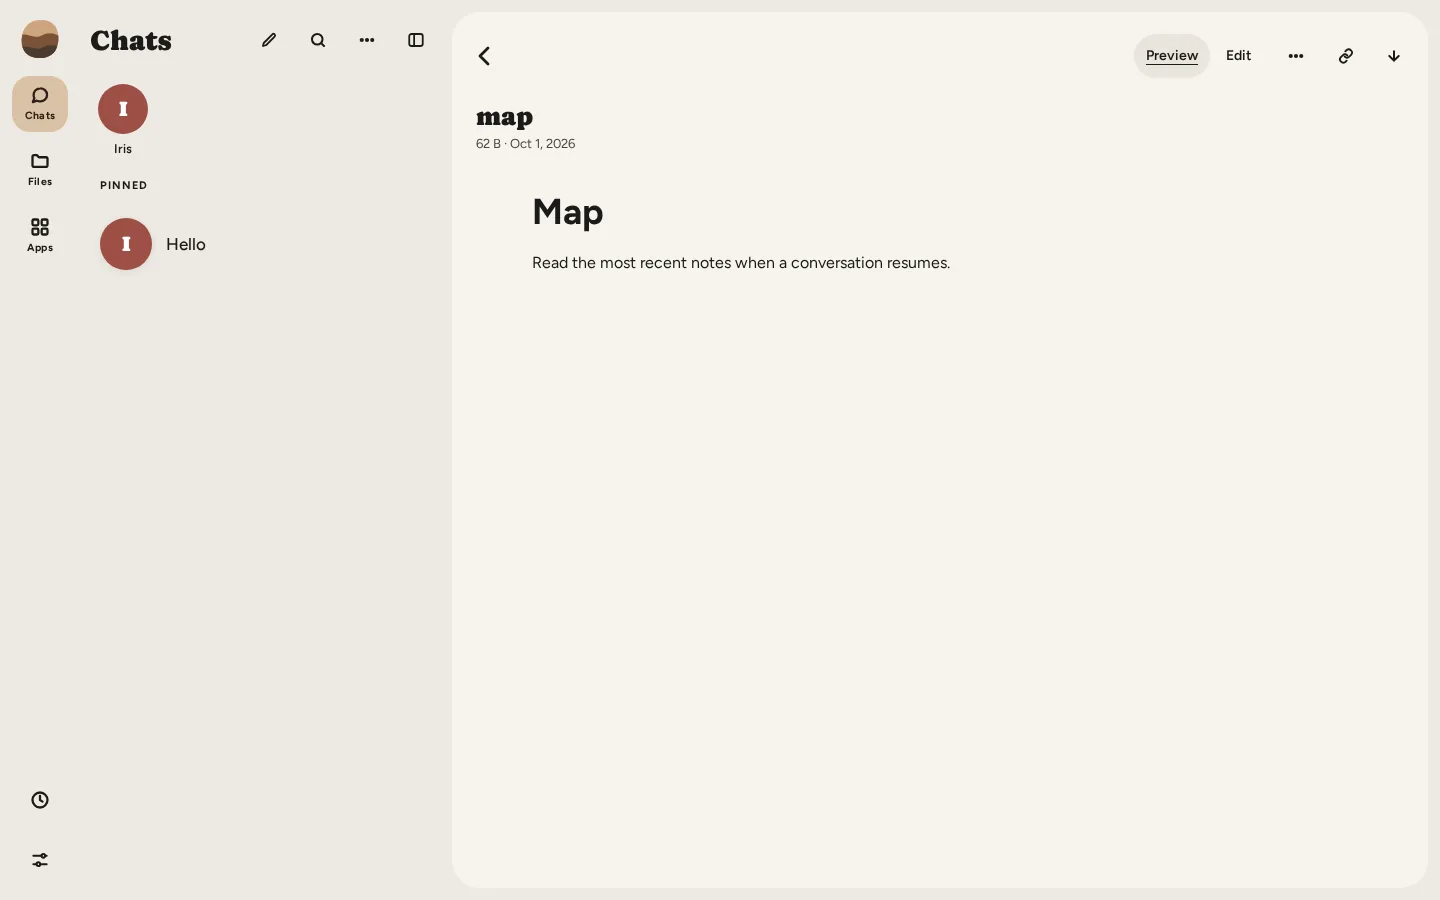 Chats
Chats
Files
Apps
I
Iris
PINNED
I
Hello
Preview
Edit
map
62 B · Oct 1, 2026
Map
Read the most recent notes when a conversation resumes.